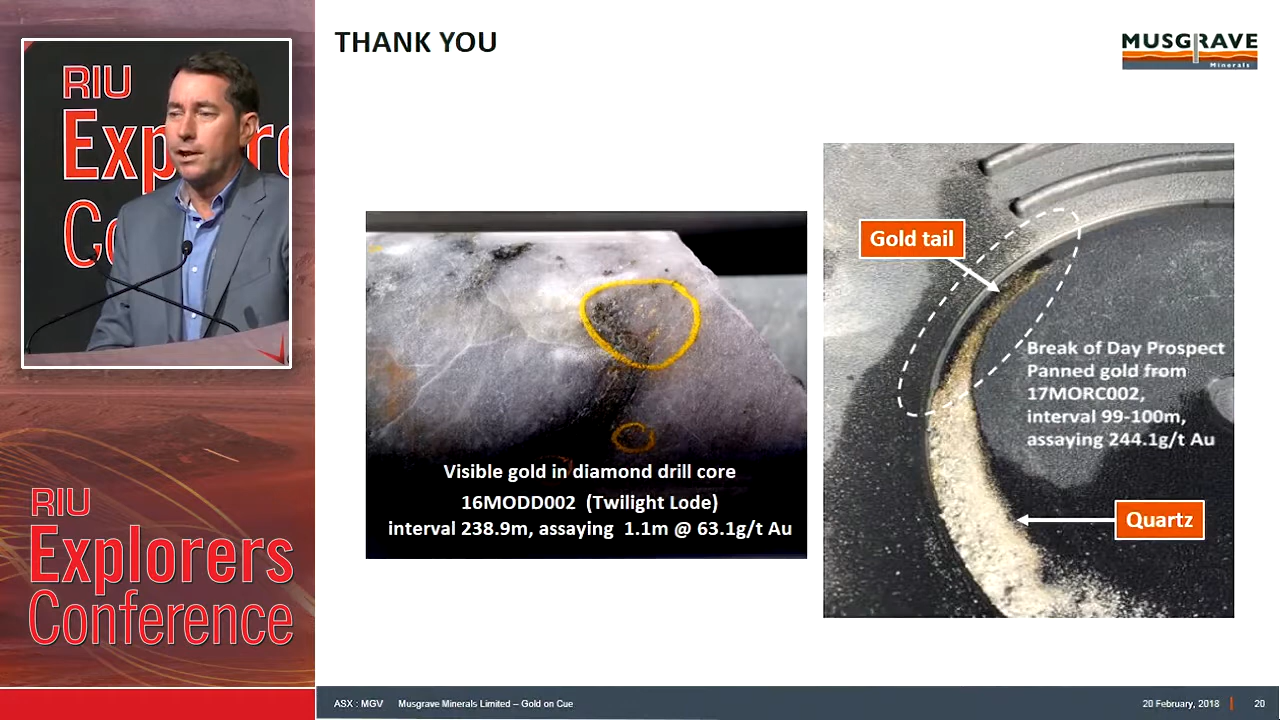 RIU
Explore
Co
RIU
Explorers
Conference
THANK YOU
MUSGRAVE
Minerals
Visible gold in diamond drill core
16MODD002 (Twilight Lode)
interval 238.9m, assaying 1.1m @ 63.1g/t Au
Gold tail
Break of Day Prospect
Panned gold from
17MORC002,
interval 99-100m,
assaying 244.1g/t Au
Quartz
ASX : MGV Musgrave Minerals Limited – Gold on Cue
20 February, 2018 | 20